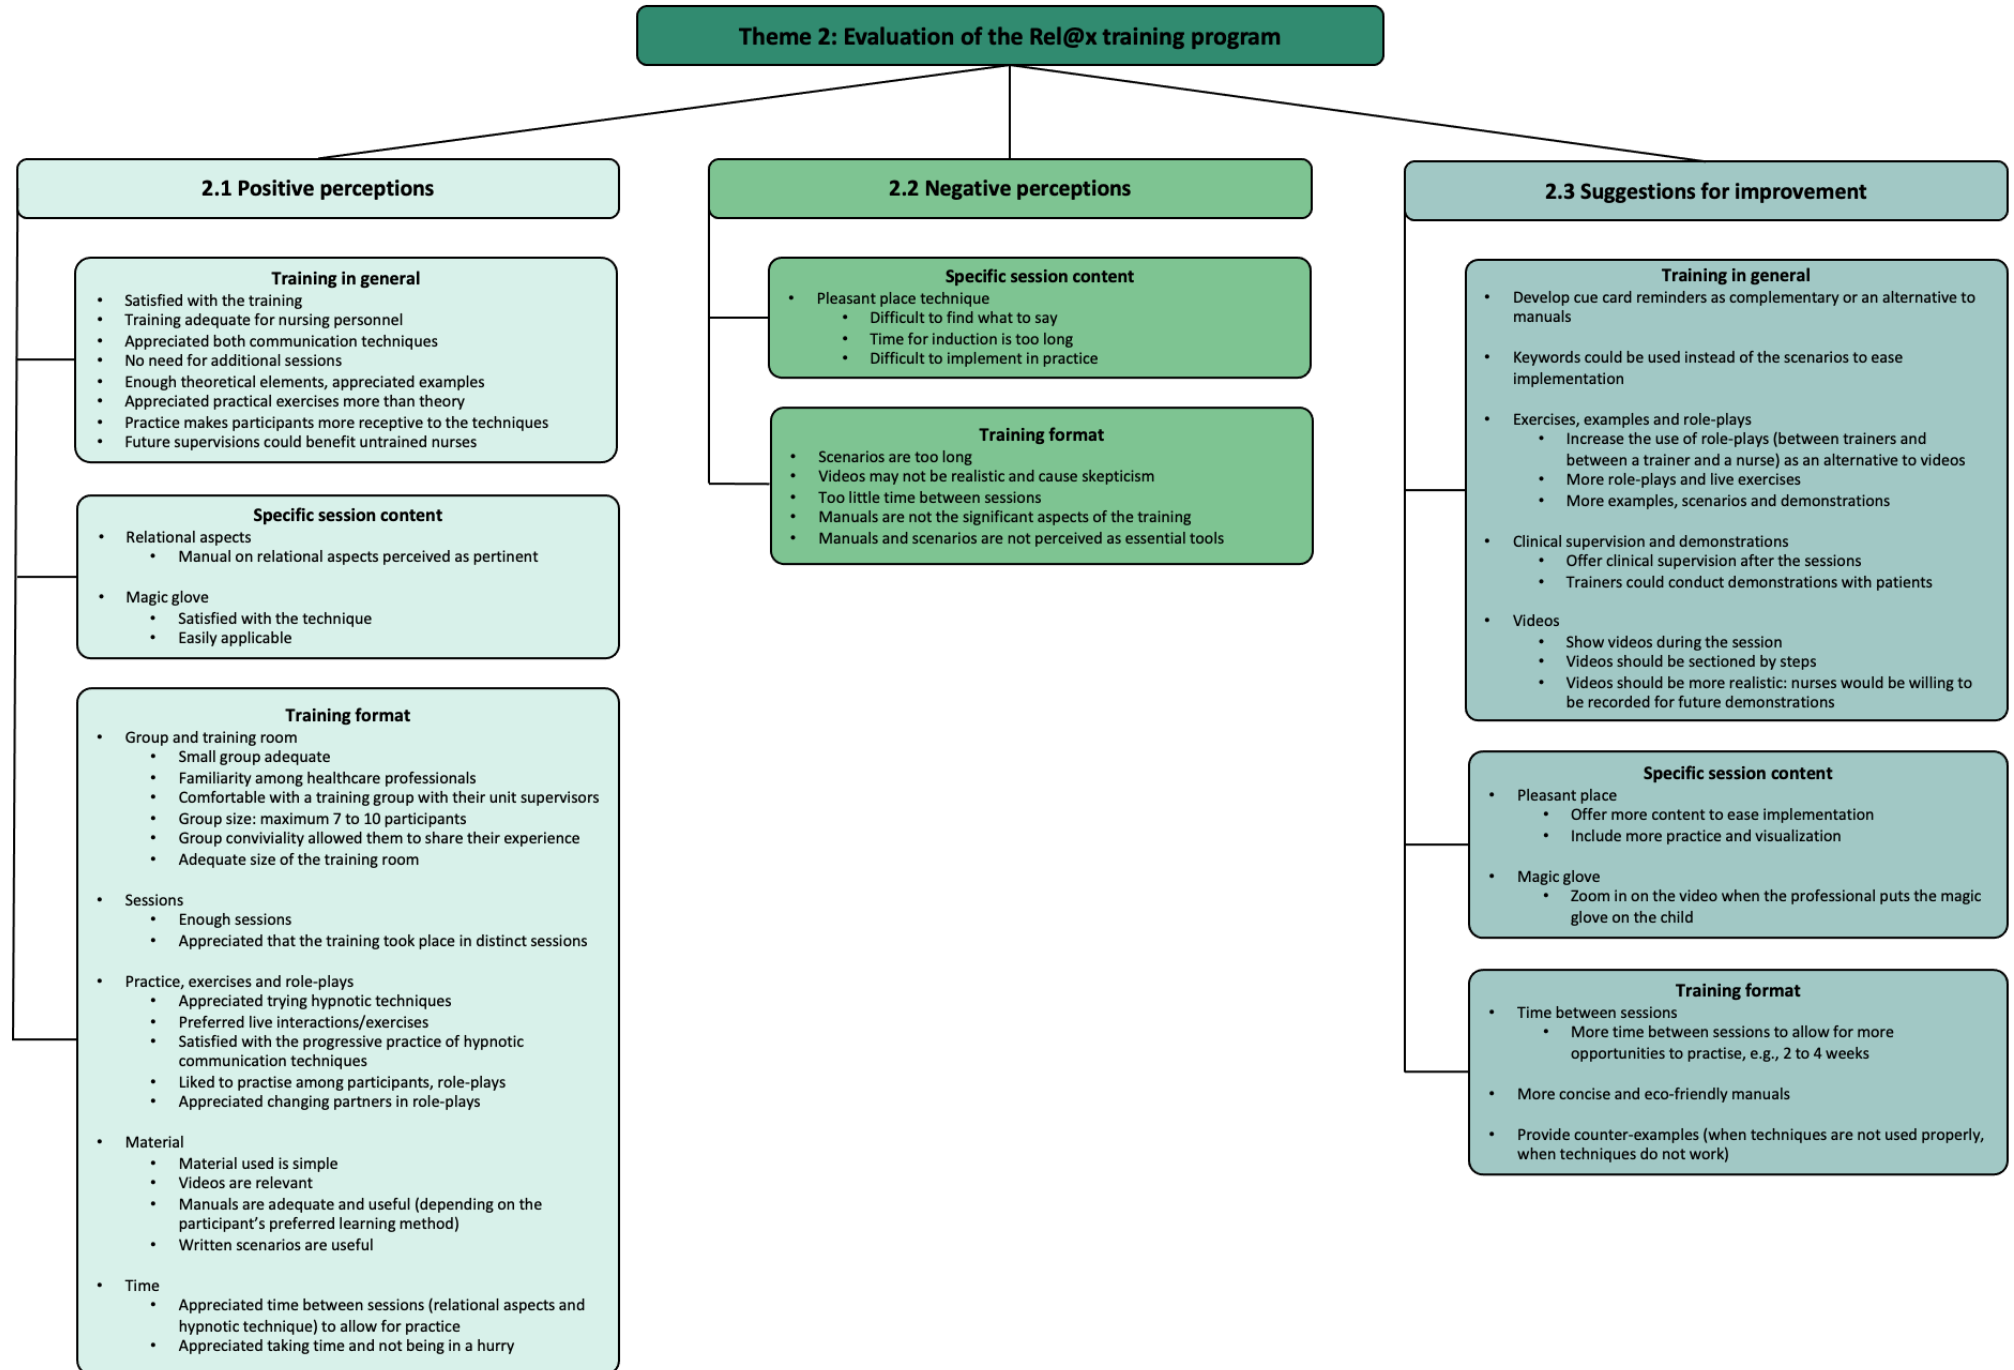 Theme 2: Evaluation of the Rel@x training program
2.1 Positive perceptions
Training in general
• Satisfied with the training
• Training adequate for nursing personnel
• Appreciated both communication techniques
• No need for additional sessions
• Enough theoretical elements, appreciated examples
• Appreciated practical exercises more than theory
• Practice makes participants more receptive to the techniques
• Future supervisions could benefit untrained nurses
Specific session content
• Relational aspects
• Manual on relational aspects perceived as pertinent
• Magic glove
• Satisfied with the technique
• Easily applicable
Training format
• Group and training room
• Small group adequate
• Familiarity among healthcare professionals
• Comfortable with a training group with their unit supervisors
• Group size: maximum 7 to 10 participants
• Group conviviality allowed them to share their experience
• Adequate size of the training room
• Sessions
• Enough sessions
• Appreciated that the training took place in distinct sessions
• Practice, exercises and role-plays
• Appreciated trying hypnotic techniques
• Preferred live interactions/exercises
• Satisfied with the progressive practice of hypnotic
communication techniques
• Liked to practise among participants, role-plays
• Appreciated changing partners in role-plays
• Material
• Material used is simple
• Videos are relevant
• Manuals are adequate and useful (depending on the
participant's preferred learning method)
• Written scenarios are useful
• Time
• Appreciated time between sessions (relational aspects and
hypnotic technique) to allow for practice
• Appreciated taking time and not being in a hurry
2.2 Negative perceptions
Specific session content
• Pleasant place technique
• Difficult to find what to say
• Time for induction is too long
• Difficult to implement in practice
Training format
• Scenarios are too long
• Videos may not be realistic and cause skepticism
• Too little time between sessions
• Manuals are not the significant aspects of the training
• Manuals and scenarios are not perceived as essential tools
2.3 Suggestions for improvement
Training in general
• Develop cue card reminders as complementary or an alternative to
manuals
• Keywords could be used instead of the scenarios to ease
implementation
• Exercises, examples and role-plays
• Increase the use of role-plays (between trainers and
between a trainer and a nurse) as an alternative to videos
• More role-plays and live exercises
• More examples, scenarios and demonstrations
• Clinical supervision and demonstrations
• Offer clinical supervision after the sessions
• Trainers could conduct demonstrations with patients
• Videos
• Show videos during the session
• Videos should be sectioned by steps
• Videos should be more realistic: nurses would be willing to
be recorded for future demonstrations
Specific session content
• Pleasant place
• Offer more content to ease implementation
• Include more practice and visualization
• Magic glove
• Zoom in on the video when the professional puts the magic
glove on the child
Training format
• Time between sessions
• More time between sessions to allow for more
opportunities to practise, e.g., 2 to 4 weeks
• More concise and eco-friendly manuals
• Provide counter-examples (when techniques are not used properly,
when techniques do not work)